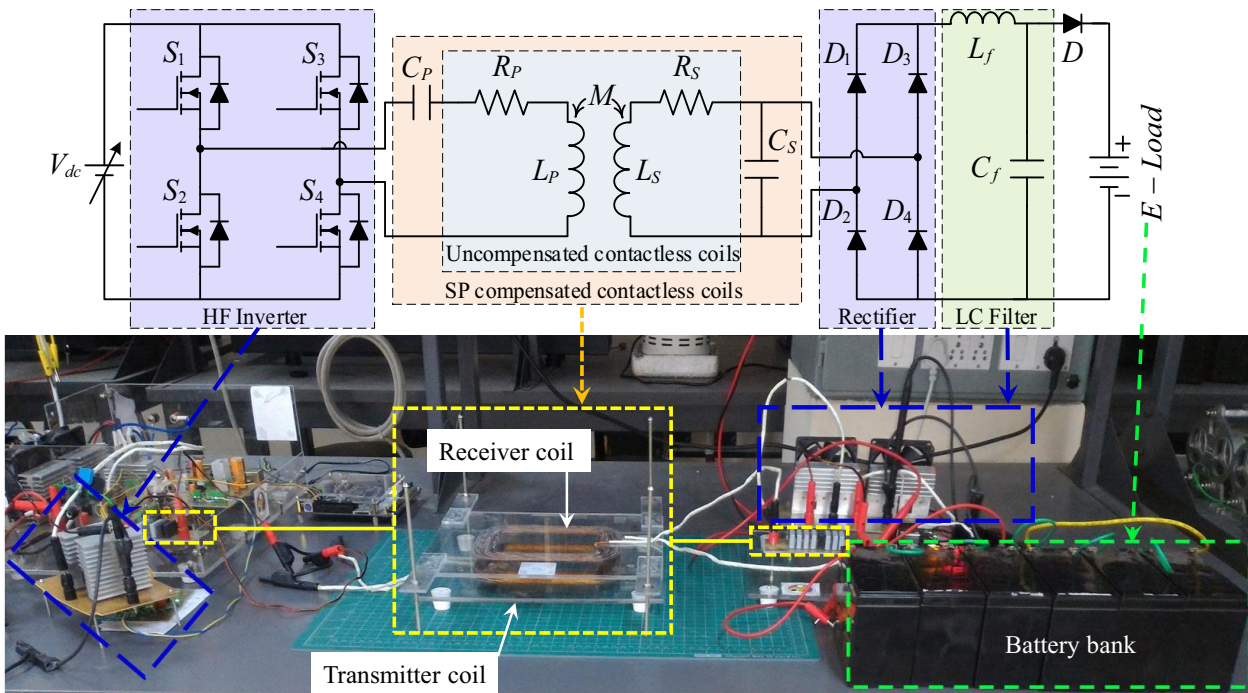 S1
S3
S2
S4
Vdc
HF Inverter
CP
RP
M
RS
LP
LS
CS
Uncompensated contactless coils
SP compensated contactless coils
D1
D3
D2
D4
Rectifier
Lf
Cf
LC Filter
D
+
−
E – Load
Receiver coil
Transmitter coil
Battery bank